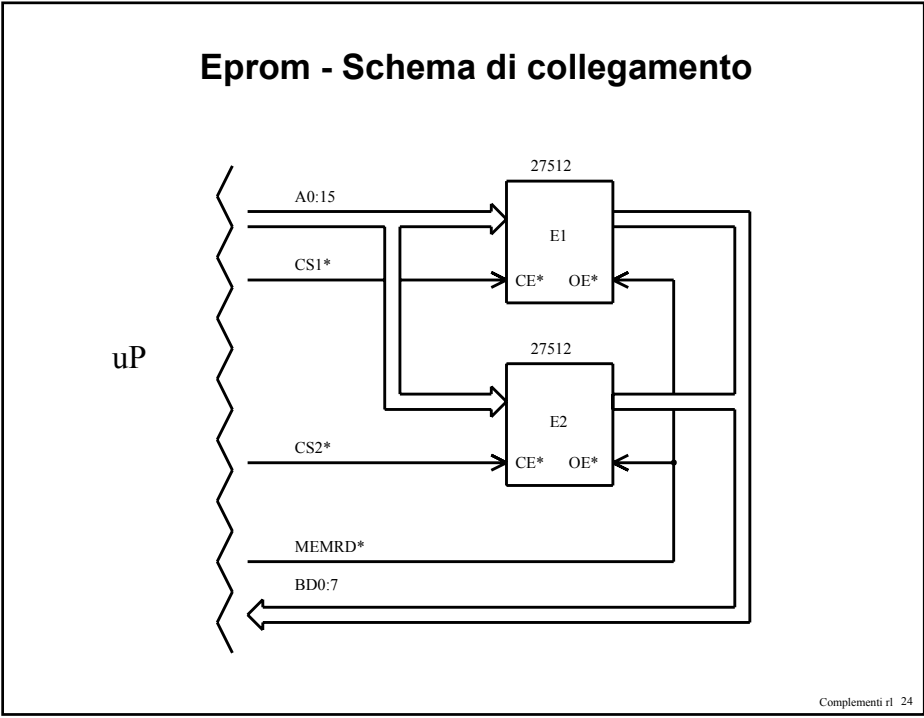 Eprom - Schema di collegamento
27512
A0:15
E1
CS1*
CE* OE*
27512
uP
E2
CS2*
CE* OE*
MEMRD*
BD0:7
Complementi rl 24